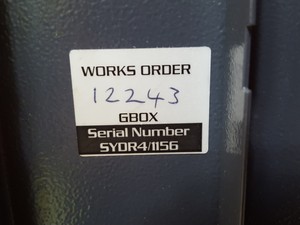 WORKS ORDER
12243
GBOX
Serial Number
SYDR4/1156